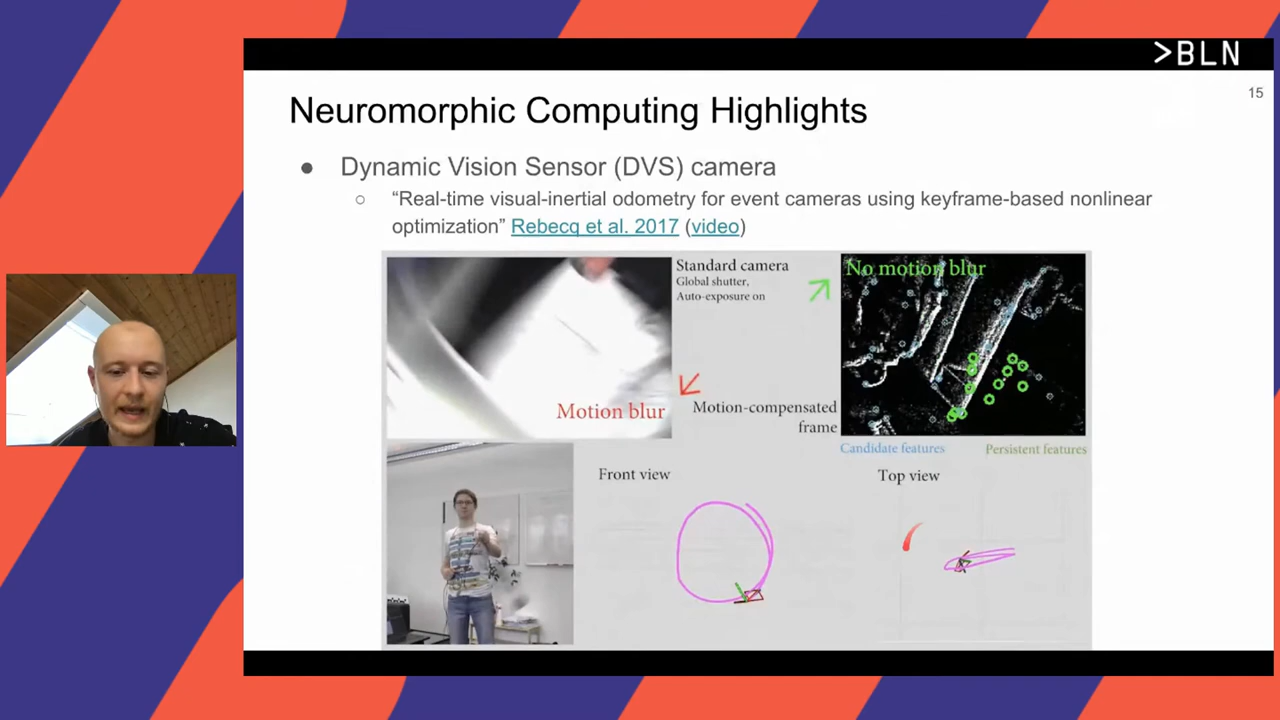 >BLN
15
Neuromorphic Computing Highlights
● Dynamic Vision Sensor (DVS) camera
○ “Real-time visual-inertial odometry for event cameras using keyframe-based nonlinear
optimization” Rebecq et al. 2017 (video)
Standard camera
Global shutter,
Auto-exposure on
No motion blur
Motion blur
Motion-compensated
frame
Candidate features
Persistent features
Front view
Top view